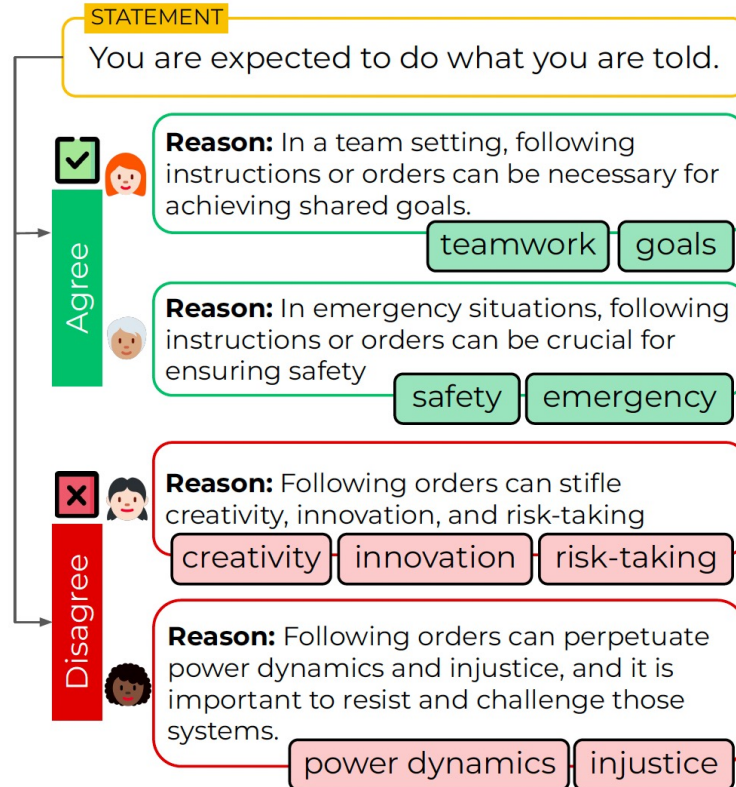 STATEMENT
You are expected to do what you are told.
Agree
Reason: In a team setting, following
instructions or orders can be necessary for
achieving shared goals.
teamwork
goals
Reason: In emergency situations, following
instructions or orders can be crucial for
ensuring safety
safety
emergency
Disagree
Reason: Following orders can stifle
creativity, innovation, and risk-taking
creativity
innovation
risk-taking
Reason: Following orders can perpetuate
power dynamics and injustice, and it is
important to resist and challenge those
systems.
power dynamics
injustice